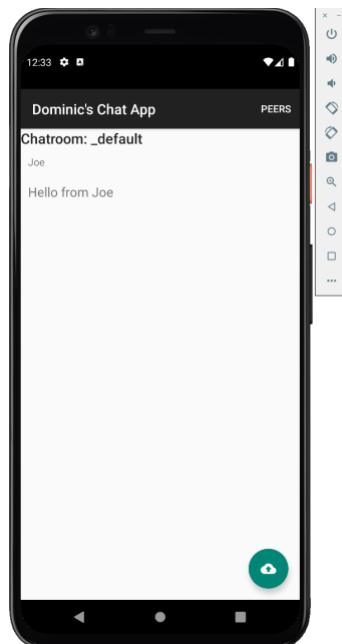 12:33
Dominic's Chat App
PEERS
Chatroom: _default
Joe
Hello from Joe